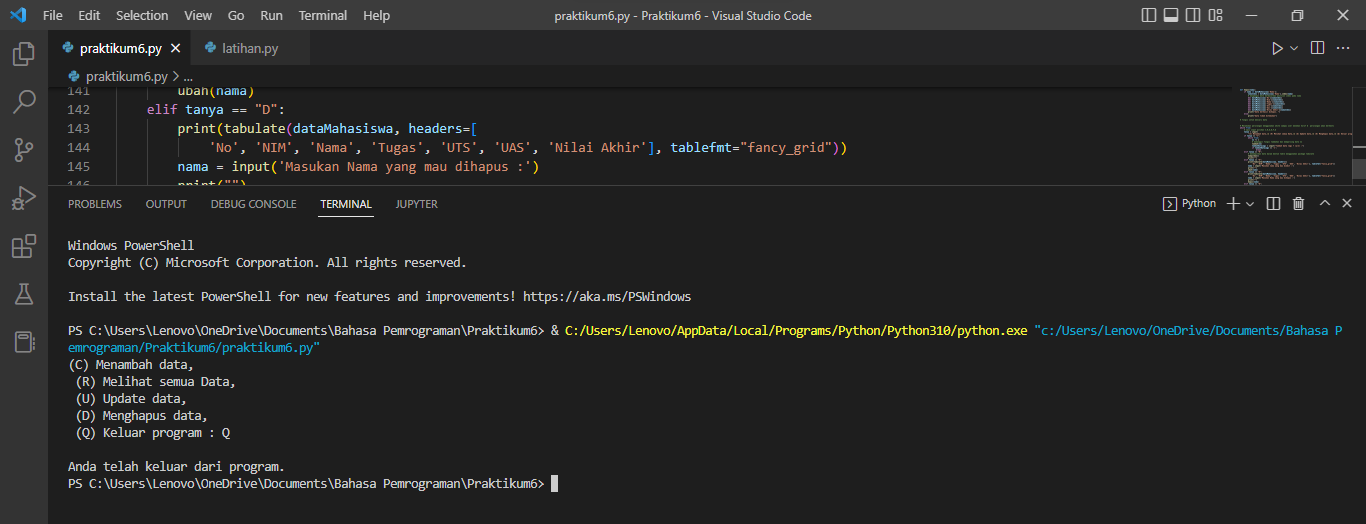 File Edit Selection View Go Run Terminal Help praktikum6.py - Praktikum6 - Visual Studio Code
praktikum6.py latihan.py
praktikum6.py > ...
141 ubah(nama)
142 elif tanya == "D":
143 print(tabulate(dataMahasiswa, headers=[
144 'No', 'NIM', 'Nama', 'Tugas', 'UTS', 'UAS', 'Nilai Akhir'], tablefmt="fancy_grid"))
145 nama = input('Masukan Nama yang mau dihapus :')
146 print("")
PROBLEMS OUTPUT DEBUG CONSOLE TERMINAL JUPYTER Python
Windows PowerShell
Copyright (C) Microsoft Corporation. All rights reserved.
Install the latest PowerShell for new features and improvements! https://aka.ms/PSWindows
PS C:\Users\Lenovo\OneDrive\Documents\Bahasa Pemrograman\Praktikum6> & C:/Users/Lenovo/AppData/Local/Programs/Python/Python310/python.exe "c:/Users/Lenovo/OneDrive/Documents/Bahasa P
emrograman/Praktikum6/praktikum6.py"
(C) Menambah data,
(R) Melihat semua Data,
(U) Update data,
(D) Menghapus data,
(Q) Keluar program : Q
Anda telah keluar dari program.
PS C:\Users\Lenovo\OneDrive\Documents\Bahasa Pemrograman\Praktikum6>